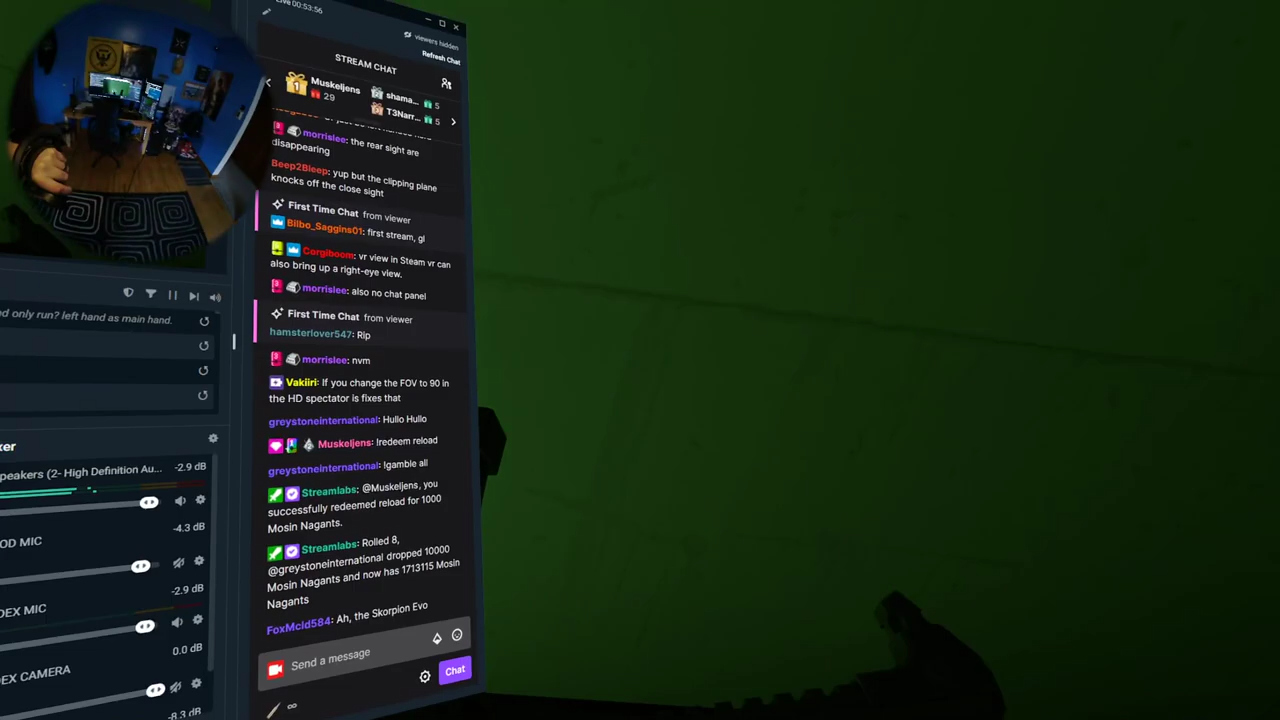 Live 00:53:56
viewers hidden
Refresh Chat
STREAM CHAT
1
Muskeljens
29
shama... 5
T3Narr... 5
morrislee: the rear sight are
disappearing
Beep2Bleep: yup but the clipping plane
knocks off the close sight
First Time Chat from viewer
Bilbo_Saggins01: first stream, gl
Corgiboom: vr view in Steam vr can
also bring up a right-eye view.
morrislee: also no chat panel
First Time Chat from viewer
hamsterlover547: Rip
morrislee: nvm
Vakiiri: If you change the FOV to 90 in
the HD spectator is fixes that
greystoneinternational: Hullo Hullo
Muskeljens: !redeem reload
greystoneinternational: !gamble all
Streamlabs: @Muskeljens, you
successfully redeemed reload for 1000
Mosin Nagants.
Streamlabs: Rolled 8,
@greystoneinternational dropped 10000
Mosin Nagants and now has 1713115 Mosin
Nagants
FoxMcld584: Ah, the Skorpion Evo
Send a message
Chat
nd only run? left hand as main hand.
xer
peakers (2- High Definition Au... -2.9 dB
-4.3 dB
OD MIC
-2.9 dB
DEX MIC
0.0 dB
DEX CAMERA
-8.3 dB